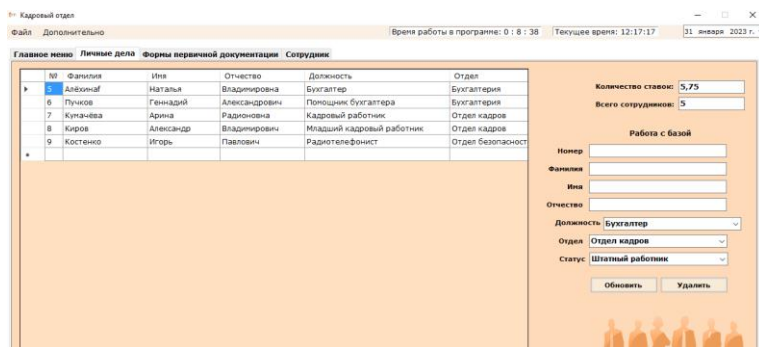 Кадровый отдел
Файл Дополнительно Время работы в программе: 0 : 8 : 38 Текущее время: 12:17:17 31 января 2023 г.
Главное меню Личные дела Формы первичной документации Сотрудник
№ Фамилия Имя Отчество Должность Отдел
5 Алёхинаf Наталья Владимировна Бухгалтер Бухгалтерия
6 Пучков Геннадий Александрович Помощник бухгалтера Бухгалтерия
7 Кумачёва Арина Радионовна Кадровый работник Отдел кадров
8 Киров Александр Владимирович Младший кадровый работник Отдел кадров
9 Костенко Игорь Павлович Радиотелефонист Отдел безопасност
Количество ставок: 5,75
Всего сотрудников: 5
Работа с базой
Номер
Фамилия
Имя
Отчество
Должность Бухгалтер
Отдел Отдел кадров
Статус Штатный работник
Обновить Удалить